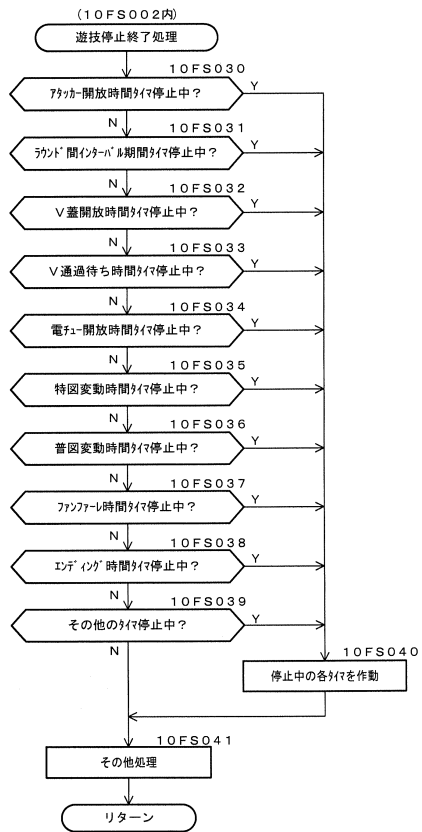 (10FS002内)
遊技停止終了処理
10FS030
ｱﾀｯｶｰ開放時間ﾀｲﾏ停止中？
Y
N
10FS031
ﾗｳﾝﾄﾞ間ｲﾝﾀｰﾊﾞﾙ期間ﾀｲﾏ停止中？
Y
N
10FS032
V蓋開放時間ﾀｲﾏ停止中？
Y
N
10FS033
V通過待ち時間ﾀｲﾏ停止中？
Y
N
10FS034
電ﾁｭｰ開放時間ﾀｲﾏ停止中？
Y
N
10FS035
特図変動時間ﾀｲﾏ停止中？
Y
N
10FS036
普図変動時間ﾀｲﾏ停止中？
Y
N
10FS037
ﾌｧﾝﾌｧｰﾚ時間ﾀｲﾏ停止中？
Y
N
10FS038
ｴﾝﾃﾞｨﾝｸﾞ時間ﾀｲﾏ停止中？
Y
N
10FS039
その他のﾀｲﾏ停止中？
Y
N
10FS040
停止中の各ﾀｲﾏを作動
10FS041
その他処理
リターン